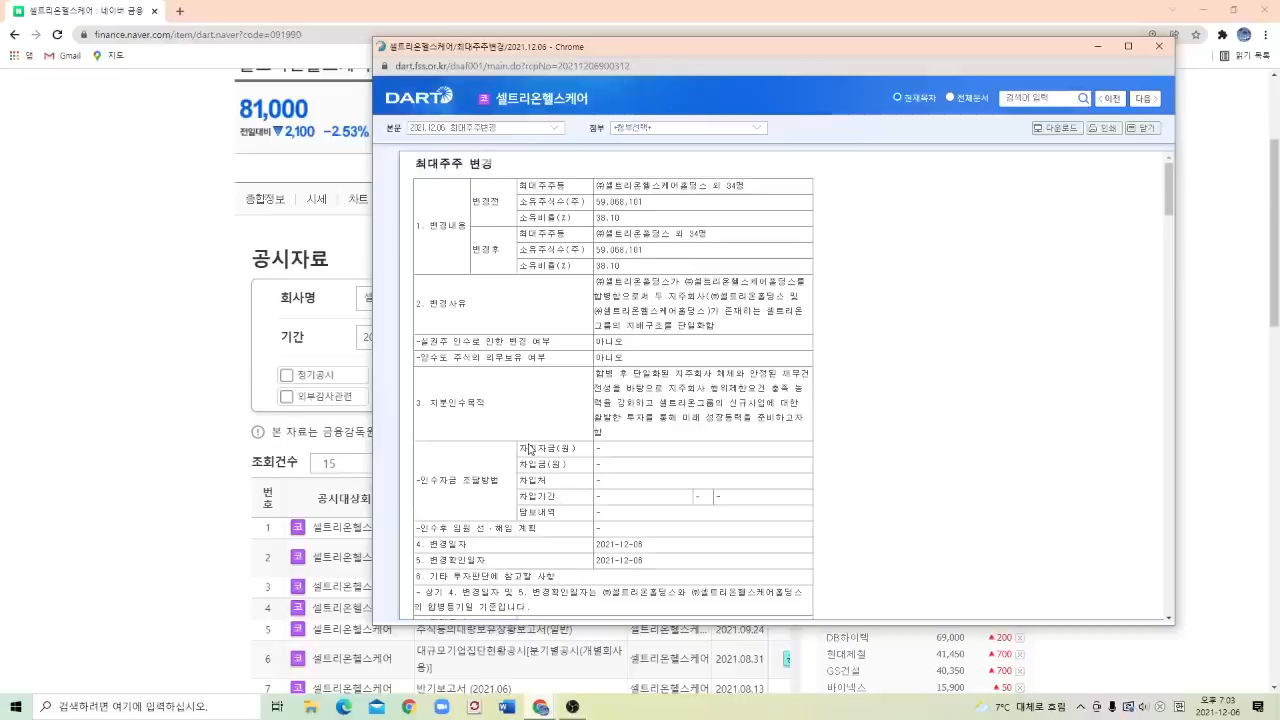 셀트리온헬스케어 : 네이버 금융
finance.naver.com/item/dart.naver?code=091990
앱 Gmail 지도
읽기 목록
81,000
전일대비 ▼2,100 −2.53%
종합정보 시세 차트
공시자료
회사명 셀
기간 20
정기공시
외부감사관련
본 자료는 금융감독원
조회건수 15
번호 공시대상회
1 코 셀트리온헬스
2 코 셀트리온헬스
3 코 셀트리온헬스
4 코 셀트리온헬스
5 코 셀트리온헬스케어 주식등의대량보유상황보고서(일반) 셀트리온헬스케... 2021.09.24
6 코 셀트리온헬스케어 대규모기업집단현황공시[분기별공시(개별회사용)] 셀트리온헬스케어 2021.08.31
7 코 셀트리온헬스케어 반기보고서 (2021.06) 셀트리온헬스케어 2021.08.13
DB하이텍 69,000 ▲200
현대제철 41,450 ▲700
GS건설 40,350 ▲700
바이넥스 15,900 ▲50
셀트리온헬스케어/최대주주변경/2021.12.06 - Chrome
dart.fss.or.kr/dsaf001/main.do?rcpNo=20211206900312
DART 코 셀트리온헬스케어
현재목차 전체문서 검색어 입력 이전 다음
본문 2021.12.06 최대주주변경 첨부 +첨부선택+
다운로드 인쇄 닫기
최대주주 변경
1. 변경내용 변경전 최대주주등 ㈜셀트리온헬스케어홀딩스 외 34명
소유주식수(주) 59,068,101
소유비율(%) 38.10
변경후 최대주주등 ㈜셀트리온홀딩스 외 34명
소유주식수(주) 59,068,101
소유비율(%) 38.10
2. 변경사유 ㈜셀트리온홀딩스가 ㈜셀트리온헬스케어홀딩스를
합병함으로써 두 지주회사(㈜셀트리온홀딩스 및
㈜셀트리온헬스케어홀딩스)가 존재하는 셀트리온
그룹의 지배구조를 단일화함
-실권주 인수로 인한 변경 여부 아니오
-양수도 주식의 의무보유 여부 아니오
3. 지분인수목적 합병 후 단일화된 지주회사 체제와 안정된 재무건
전성을 바탕으로 지주회사 행위제한요건 충족 능
력을 강화하고 셀트리온그룹의 신규사업에 대한
활발한 투자를 통해 미래 성장동력을 준비하고자
함
-인수자금 조달방법 자기자금(원) -
차입금(원) -
차입처 -
차입기간 - - -
담보내역 -
-인수후 임원 선·해임 계획 -
4. 변경일자 2021-12-06
5. 변경확인일자 2021-12-06
6. 기타 투자판단에 참고할 사항
- 상기 4. 변경일자 및 5. 변경확인일자는 ㈜셀트리온홀딩스와 ㈜셀트리온헬스케어홀딩스
의 합병등기일 기준입니다.
검색하려면 여기에 입력하십시오.
7°C 대체로 흐림
오후 7:03
2021-12-06